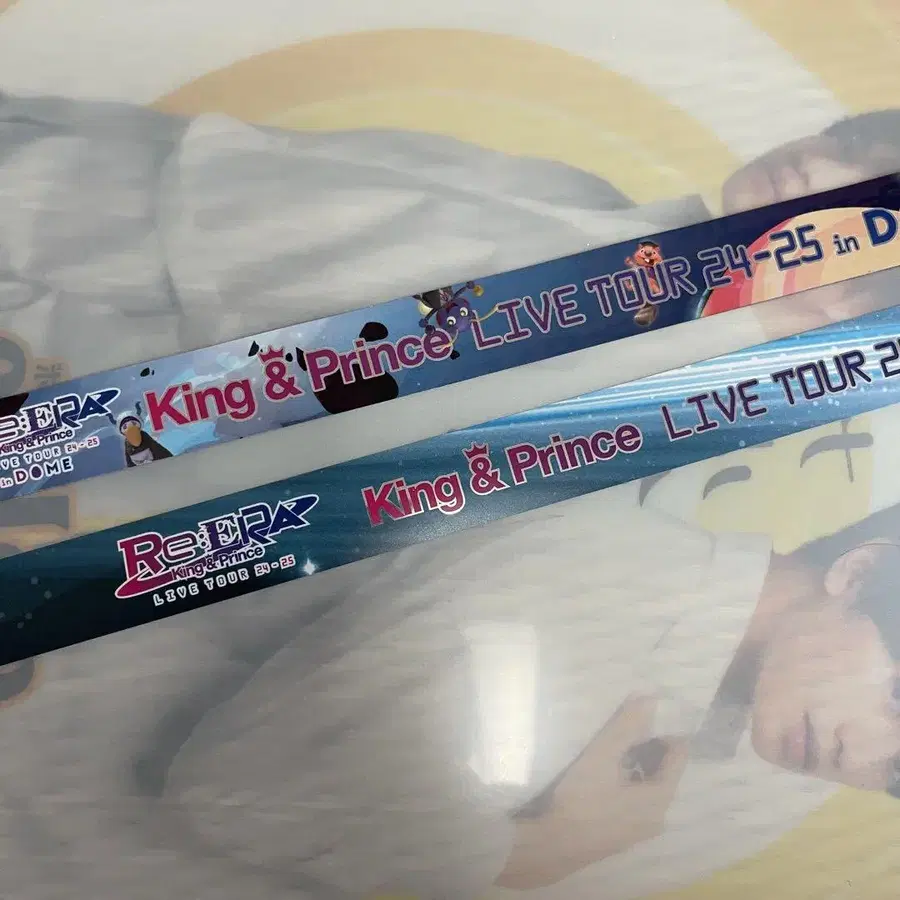 Re:ERA
King & Prince
LIVE TOUR 24-25
in DOME
King & Prince LIVE TOUR 24-25 in D
Re:ERA
King & Prince
LIVE TOUR 24-25
King & Prince LIVE TOUR 2